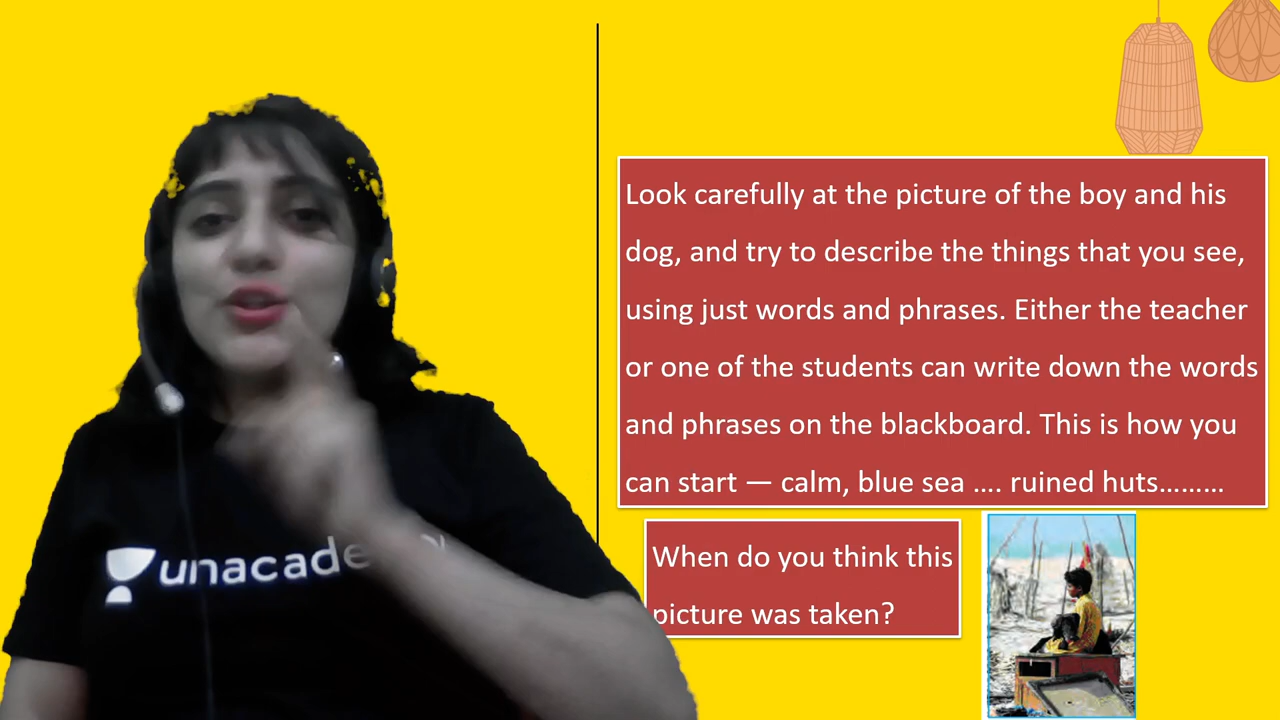 Look carefully at the picture of the boy and his
dog, and try to describe the things that you see,
using just words and phrases. Either the teacher
or one of the students can write down the words
and phrases on the blackboard. This is how you
can start — calm, blue sea .... ruined huts.........
When do you think this
picture was taken?
unacade